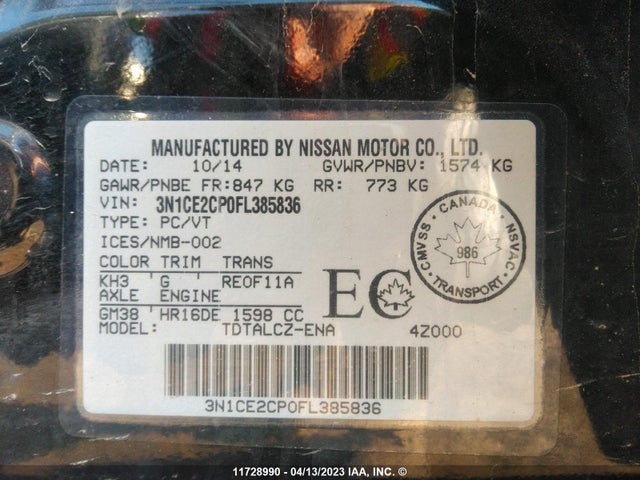 MANUFACTURED BY NISSAN MOTOR CO., LTD.
DATE: 10/14 GVWR/PNBV: 1574 KG
GAWR/PNBE FR:847 KG RR: 773 KG
VIN: 3N1CE2CP0FL385836
TYPE: PC/VT
ICES/NMB-002
COLOR TRIM TRANS
KH3 G RE0F11A
AXLE ENGINE
GM38 HR16DE 1598 CC
MODEL: TDTALCZ-ENA 4Z000
CANADA
CMVSS NSVAC
986
TRANSPORT
EC
3N1CE2CP0FL385836
11728990 - 04/13/2023 IAA, INC. ©